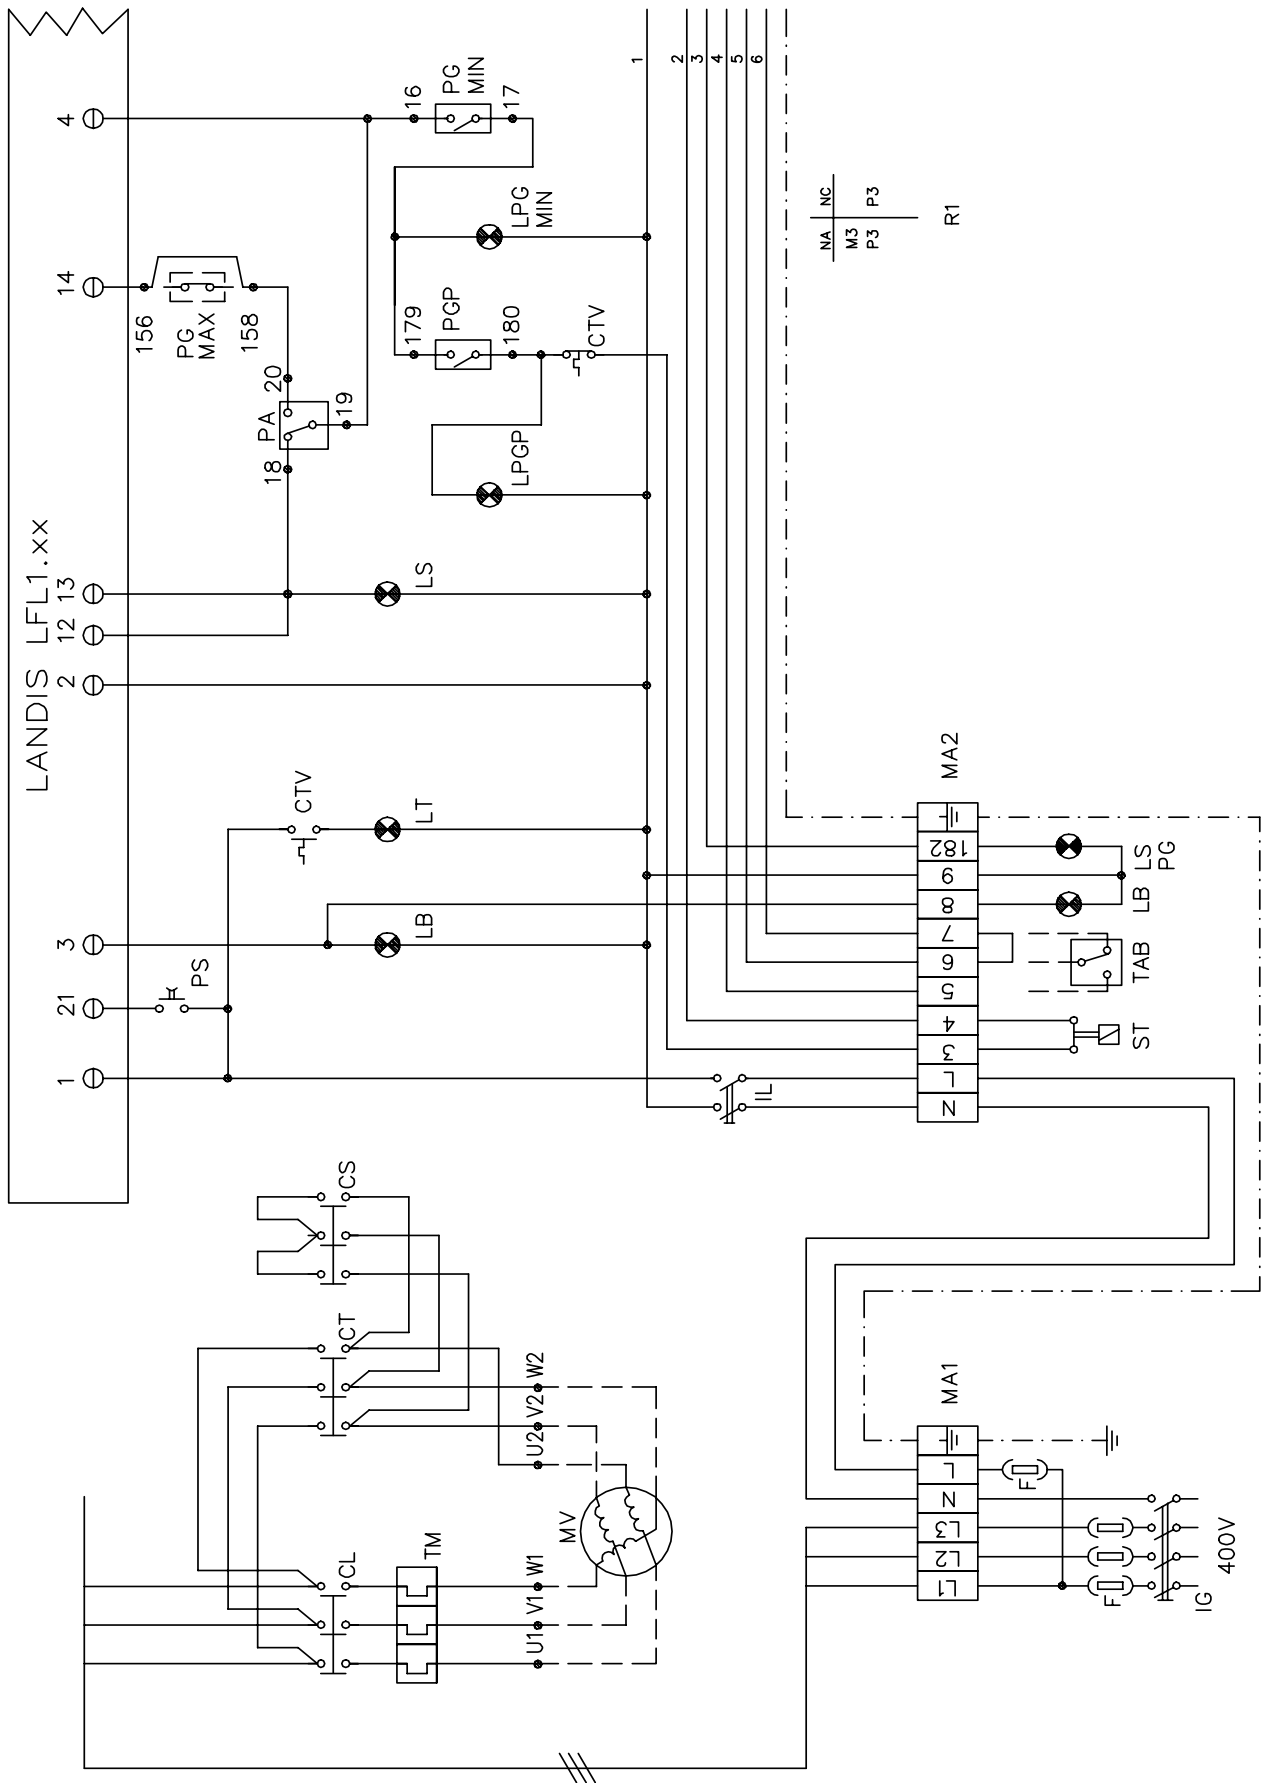 LANDIS LFL1.xx
1
21
3
2
12
13
14
4
PS
CTV
LB
LT
LS
18
PA
20
19
156
PG
MAX
158
16
PG
MIN
17
LPG
MIN
179
PGP
180
CTV
LPGP
1
2
3
4
5
6
NA NC
M3
P3 P3
R1
CL
CT
CS
TM
U1 V1 W1
U2 V2 W2
MV
IL
MA2
N
L
3
4
5
6
7
8
9
182
ST
TAB
LB
LS
PG
MA1
L1
L2
L3
N
L
F
F
IG
400V